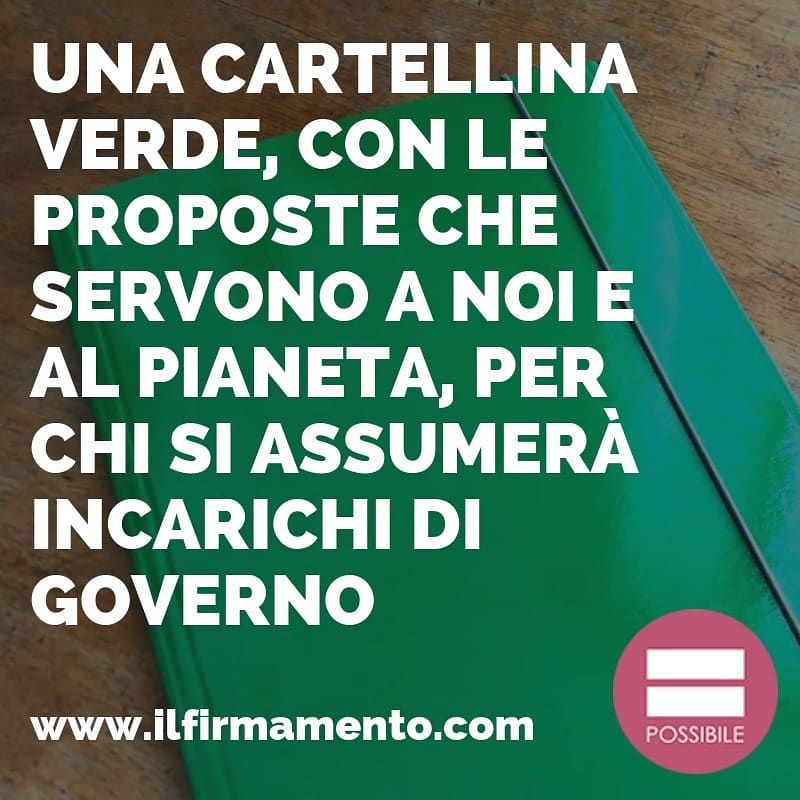 UNA CARTELLINA
VERDE, CON LE
PROPOSTE CHE
SERVONO A NOI E
AL PIANETA, PER
CHI SI ASSUMERÀ
INCARICHI DI
GOVERNO
www.ilfirmamento.com
POSSIBILE